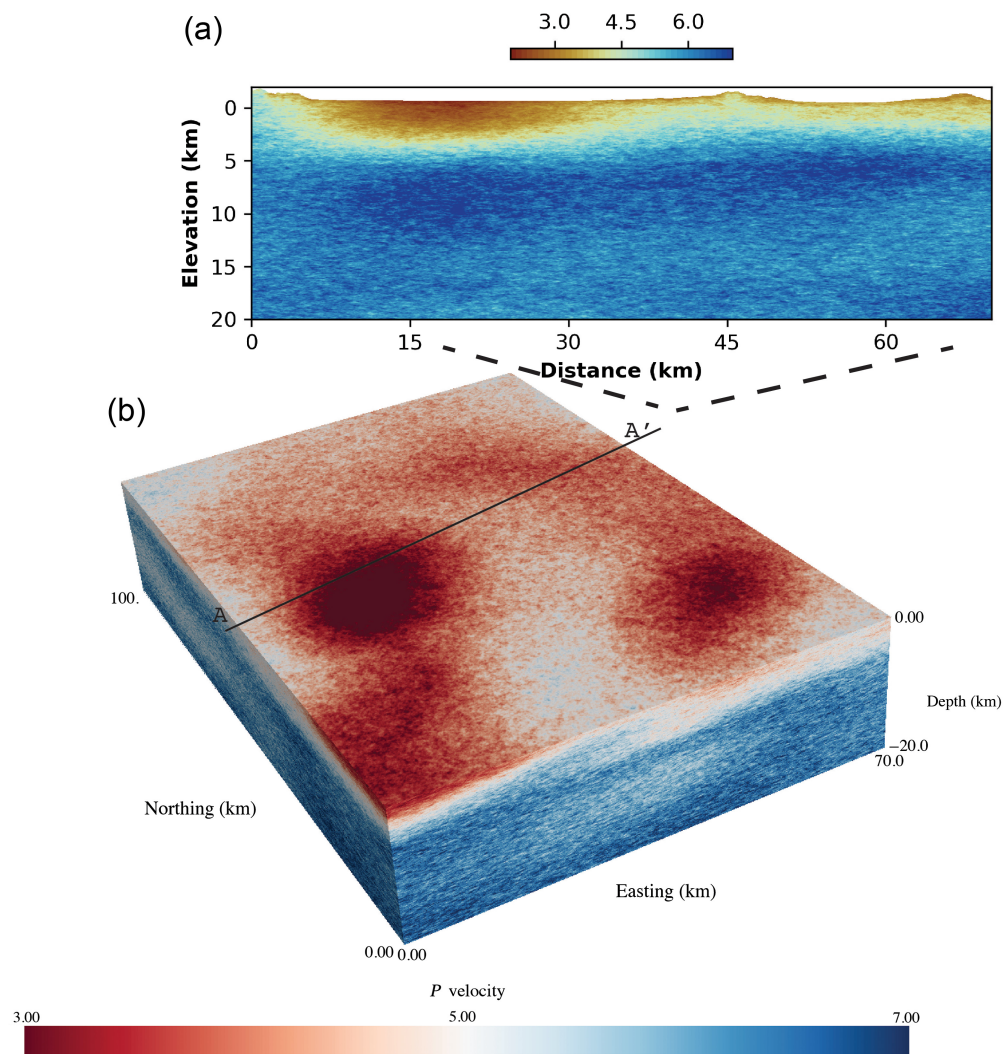 (a)
3.0 4.5 6.0
Elevation (km)
0
5
10
15
20
0 15 30 45 60
Distance (km)
(b)
A'
A
100.
0.00
Depth (km)
−20.0
70.0
Northing (km)
Easting (km)
0.00 0.00
P velocity
3.00 5.00 7.00